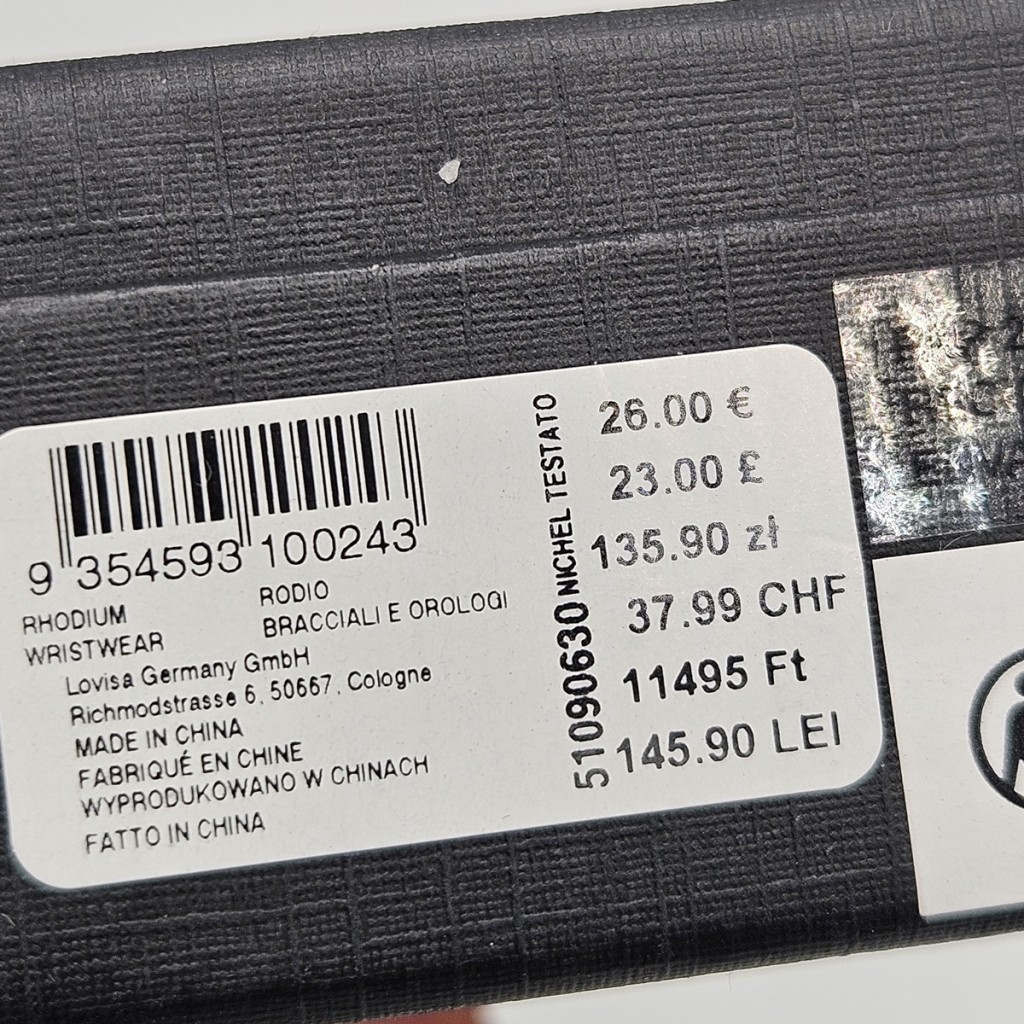 9 354593 100243
RHODIUM
WRISTWEAR
RODIO
BRACCIALI E OROLOGI
Lovisa Germany GmbH
Richmodstrasse 6, 50667, Cologne
MADE IN CHINA
FABRIQUÉ EN CHINE
WYPRODUKOWANO W CHINACH
FATTO IN CHINA
51090630 NICHEL TESTATO
26.00 €
23.00 £
135.90 zł
37.99 CHF
11495 Ft
145.90 LEI